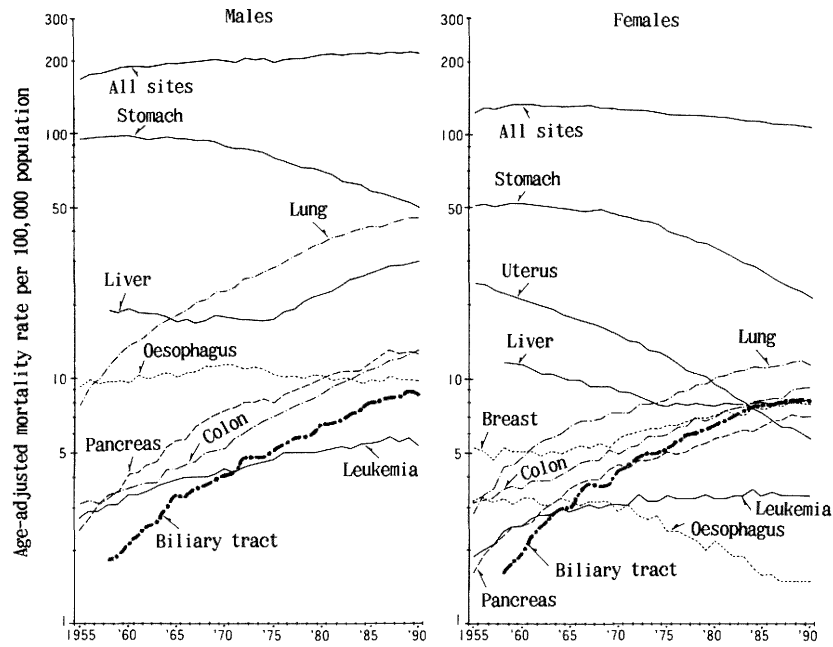 Males
Females
Age-adjusted mortality rate per 100,000 population
300
200
100
50
10
5
1
All sites
Stomach
Lung
Liver
Oesophagus
Pancreas
Colon
Leukemia
Biliary tract
1955 '60 '65 '70 '75 '80 '85 '90
300
200
100
50
10
5
1
All sites
Stomach
Uterus
Liver
Lung
Breast
Colon
Leukemia
Oesophagus
Biliary tract
Pancreas
1955 '60 '65 '70 '75 '80 '85 '90